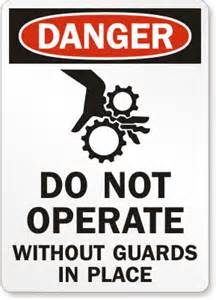 DANGER
DO NOT
OPERATE
WITHOUT GUARDS
IN PLACE